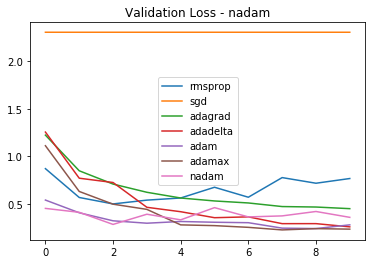 Validation Loss - nadam
2.0
1.5
1.0
0.5
rmsprop
sgd
adagrad
adadelta
adam
adamax
nadam
0 2 4 6 8